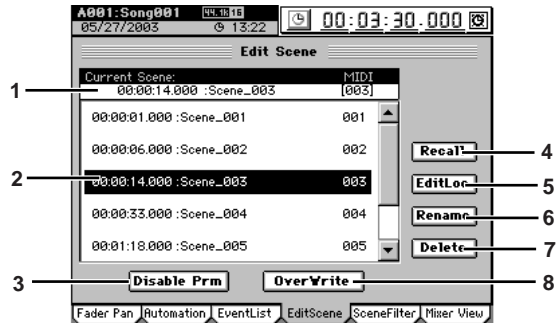 A001:Song001 44.1k 16
05/27/2003 13:22 00:03:30.000
Edit Scene
Current Scene: MIDI
00:00:14.000 :Scene_003 [003]
00:00:01.000 :Scene_001 001
00:00:06.000 :Scene_002 002
00:00:14.000 :Scene_003 003
00:00:33.000 :Scene_004 004
00:01:18.000 :Scene_005 005
Recall
EditLoc
Rename
Delete
Disable Prm OverWrite
Fader Pan Automation EventList EditScene SceneFilter Mixer View
1
2
3
4
5
6
7
8